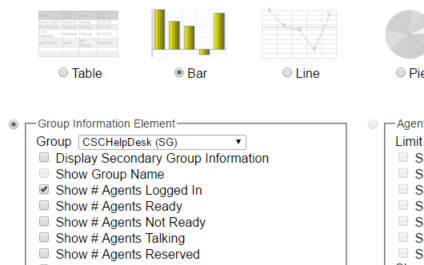 Table
Bar
Line
Pie
Group Information Element
Group CSCHelpDesk (SG)
Display Secondary Group Information
Show Group Name
Show # Agents Logged In
Show # Agents Ready
Show # Agents Not Ready
Show # Agents Talking
Show # Agents Reserved
Agent
Limit
S
S
S
S
S
S
S